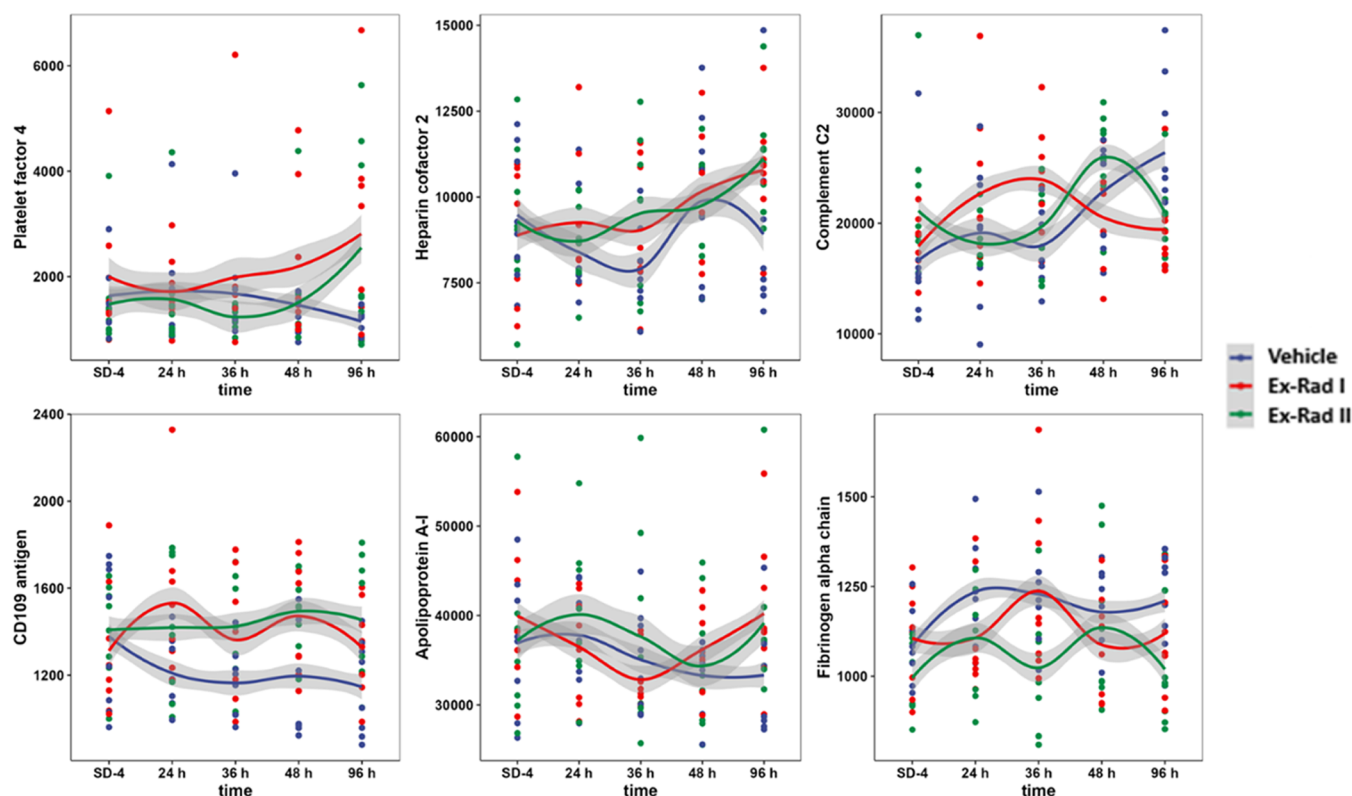 Platelet factor 4
6000
4000
2000
SD-4 24 h 36 h 48 h 96 h
time
Heparin cofactor 2
15000
12500
10000
7500
SD-4 24 h 36 h 48 h 96 h
time
Complement C2
30000
20000
10000
SD-4 24 h 36 h 48 h 96 h
time
Vehicle
Ex-Rad I
Ex-Rad II
CD109 antigen
2400
2000
1600
1200
SD-4 24 h 36 h 48 h 96 h
time
Apolipoprotein A-I
60000
50000
40000
30000
SD-4 24 h 36 h 48 h 96 h
time
Fibrinogen alpha chain
1500
1250
1000
SD-4 24 h 36 h 48 h 96 h
time